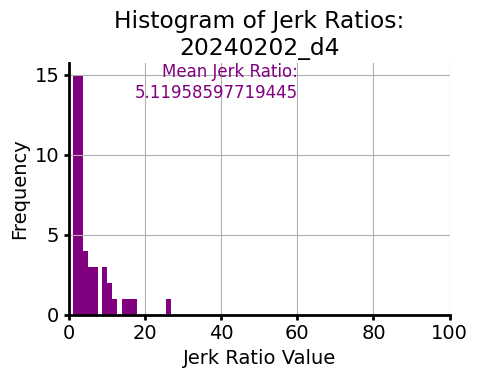 Histogram of Jerk Ratios:
20240202_d4
Mean Jerk Ratio:
5.11958597719445
15
10
5
0
Frequency
0 20 40 60 80 100
Jerk Ratio Value